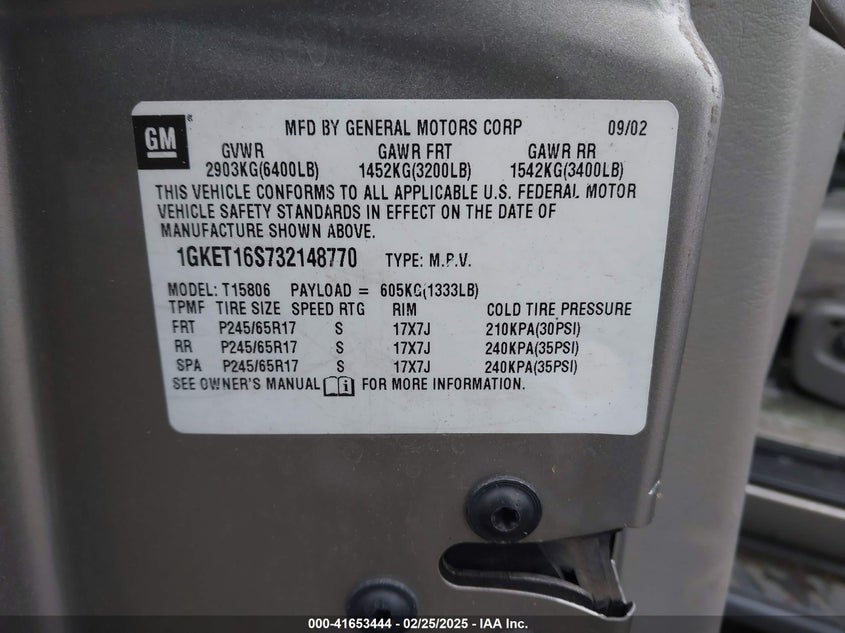 GM ® MFD BY GENERAL MOTORS CORP 09/02
GVWR GAWR FRT GAWR RR
2903KG(6400LB) 1452KG(3200LB) 1542KG(3400LB)
THIS VEHICLE CONFORMS TO ALL APPLICABLE U.S. FEDERAL MOTOR
VEHICLE SAFETY STANDARDS IN EFFECT ON THE DATE OF
MANUFACTURE SHOWN ABOVE.
1GKET16S732148770 TYPE: M.P.V.
MODEL: T15806 PAYLOAD = 605KG(1333LB)
TPMF TIRE SIZE SPEED RTG RIM COLD TIRE PRESSURE
FRT P245/65R17 S 17X7J 210KPA(30PSI)
RR P245/65R17 S 17X7J 240KPA(35PSI)
SPA P245/65R17 S 17X7J 240KPA(35PSI)
SEE OWNER'S MANUAL i FOR MORE INFORMATION.
000-41653444 - 02/25/2025 - IAA Inc.